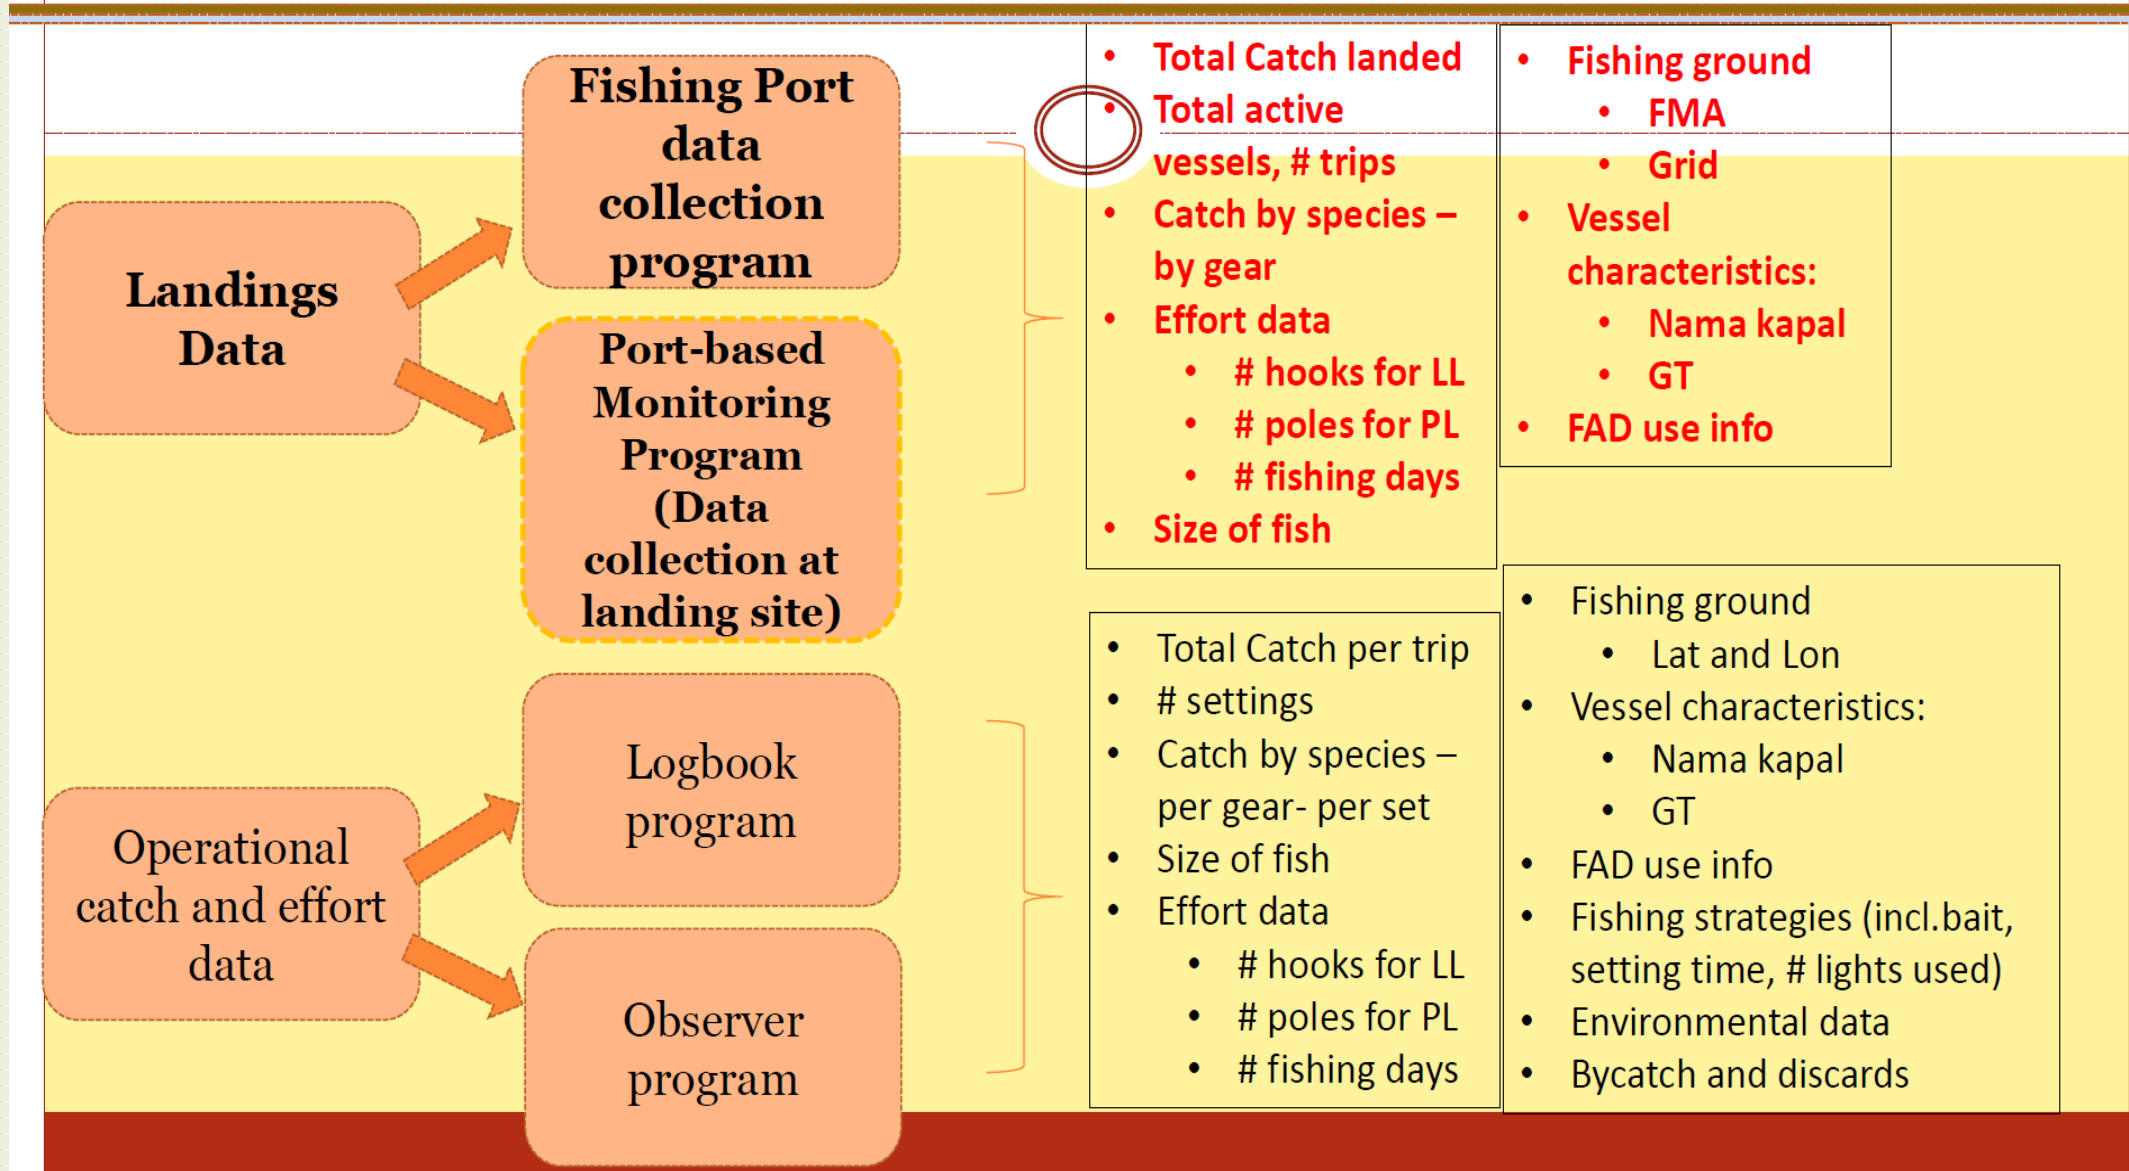 Landings
Data
Fishing Port
data
collection
program
Port-based
Monitoring
Program
(Data
collection at
landing site)
• Total Catch landed
• Total active
vessels, # trips
• Catch by species –
by gear
• Effort data
• # hooks for LL
• # poles for PL
• # fishing days
• Size of fish
• Fishing ground
• FMA
• Grid
• Vessel
characteristics:
• Nama kapal
• GT
• FAD use info
Operational
catch and effort
data
Logbook
program
Observer
program
• Total Catch per trip
• # settings
• Catch by species –
per gear- per set
• Size of fish
• Effort data
• # hooks for LL
• # poles for PL
• # fishing days
• Fishing ground
• Lat and Lon
• Vessel characteristics:
• Nama kapal
• GT
• FAD use info
• Fishing strategies (incl.bait,
setting time, # lights used)
• Environmental data
• Bycatch and discards